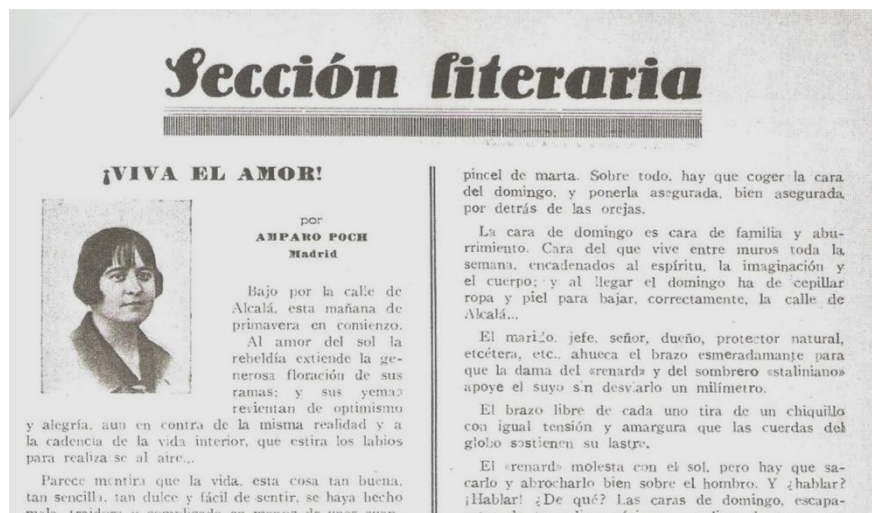 Sección literaria
¡VIVA EL AMOR!
por
AMPARO POCH
Madrid
Bajo por la calle de
Alcalá, esta mañana de
primavera en comienzo.
Al amor del sol la
rebeldía extiende la ge-
nerosa floración de sus
ramas; y sus yemas
revientan de optimismo
y alegría, aun en contra de la misma realidad y a
la cadencia de la vida interior, que estira los labios
para realiza se al aire...
Parece mentira que la vida, esta cosa tan buena,
tan sencilla, tan dulce y fácil de sentir, se haya hecho
mala, traidora y complicada en manos de unos cuan-
pincel de marta. Sobre todo, hay que coger la cara
del domingo, y ponerla asegurada, bien asegurada,
por detrás de las orejas.
La cara de domingo es cara de familia y abu-
rrimiento. Cara del que vive entre muros toda la
semana, encadenados al espíritu, la imaginación y
el cuerpo; y al llegar el domingo ha de cepillar
ropa y piel para bajar, correctamente, la calle de
Alcalá...
El marido, jefe, señor, dueño, protector natural,
etcétera, etc., ahueca el brazo esmeradamante para
que la dama del «renard» y del sombrero «staliniano»
apoye el suyo sin desviarlo un milímetro.
El brazo libre de cada uno tira de un chiquillo
con igual tensión y amargura que las cuerdas del
globo sostienen su lastre.
El «renard» molesta con el sol, pero hay que sa-
carlo y abrocharlo bien sobre el hombro. Y ¿hablar?
¡Hablar! ¿De qué? Las caras de domingo, escapa-